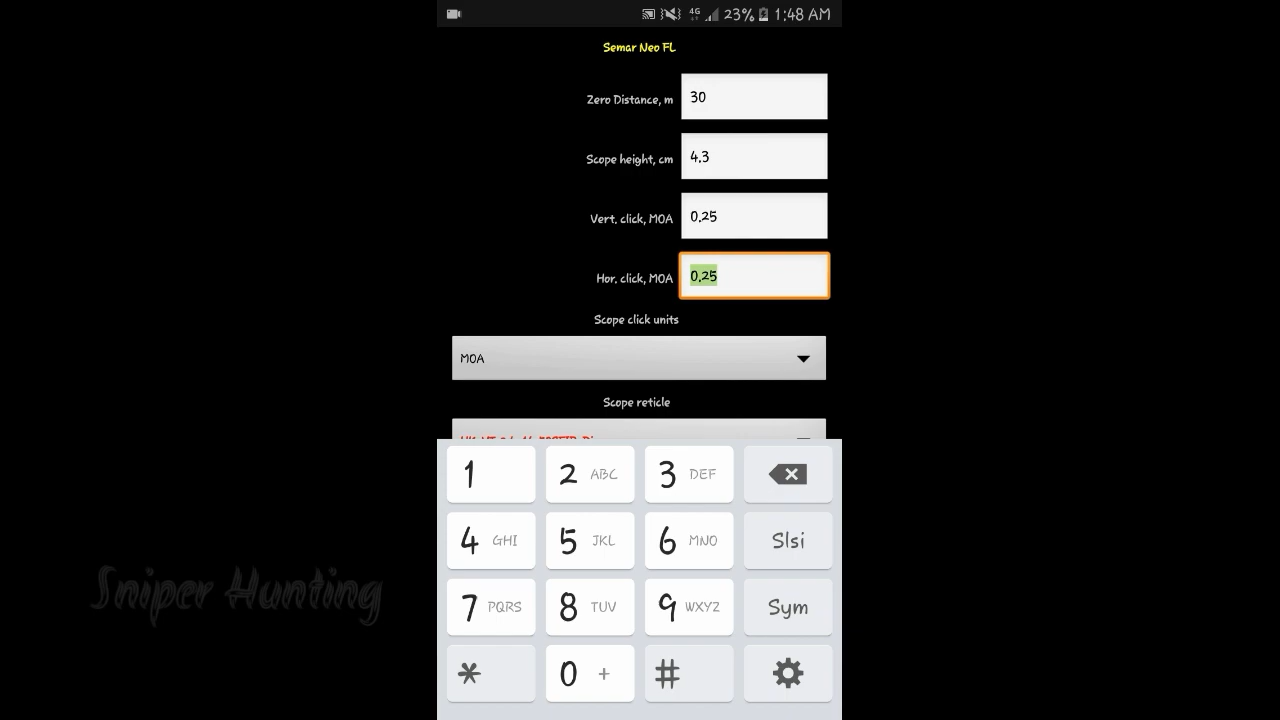 4G 23% 1:48 AM
Semar Neo FL
Zero Distance, m 30
Scope height, cm 4.3
Vert. click, MOA 0.25
Hor. click, MOA 0.25
Scope click units
MOA
Scope reticle
1 2 ABC 3 DEF
4 GHI 5 JKL 6 MNO Slsi
7 PQRS 8 TUV 9 WXYZ Sym
* 0 + #
Sniper Hunting